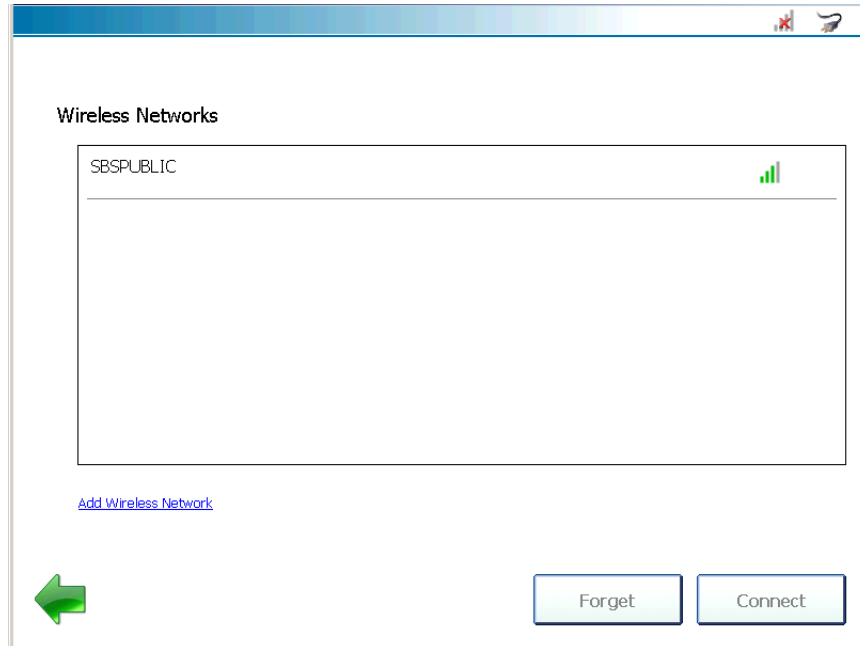 Wireless Networks
SBSPUBLIC
Add Wireless Network
Forget
Connect